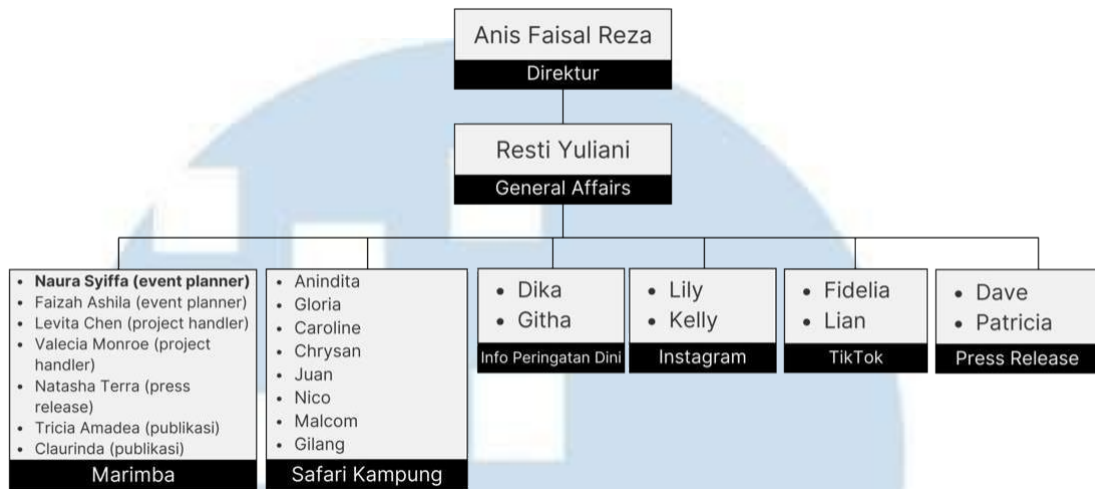 Anis Faisal Reza
Direktur
Resti Yuliani
General Affairs
• Naura Syiffa (event planner)
• Faizah Ashila (event planner)
• Levita Chen (project handler)
• Valecia Monroe (project
handler)
• Natasha Terra (press
release)
• Tricia Amadea (publikasi)
• Claurinda (publikasi)
Marimba
• Anindita
• Gloria
• Caroline
• Chrysan
• Juan
• Nico
• Malcom
• Gilang
Safari Kampung
• Dika
• Githa
Info Peringatan Dini
• Lily
• Kelly
Instagram
• Fidelia
• Lian
TikTok
• Dave
• Patricia
Press Release